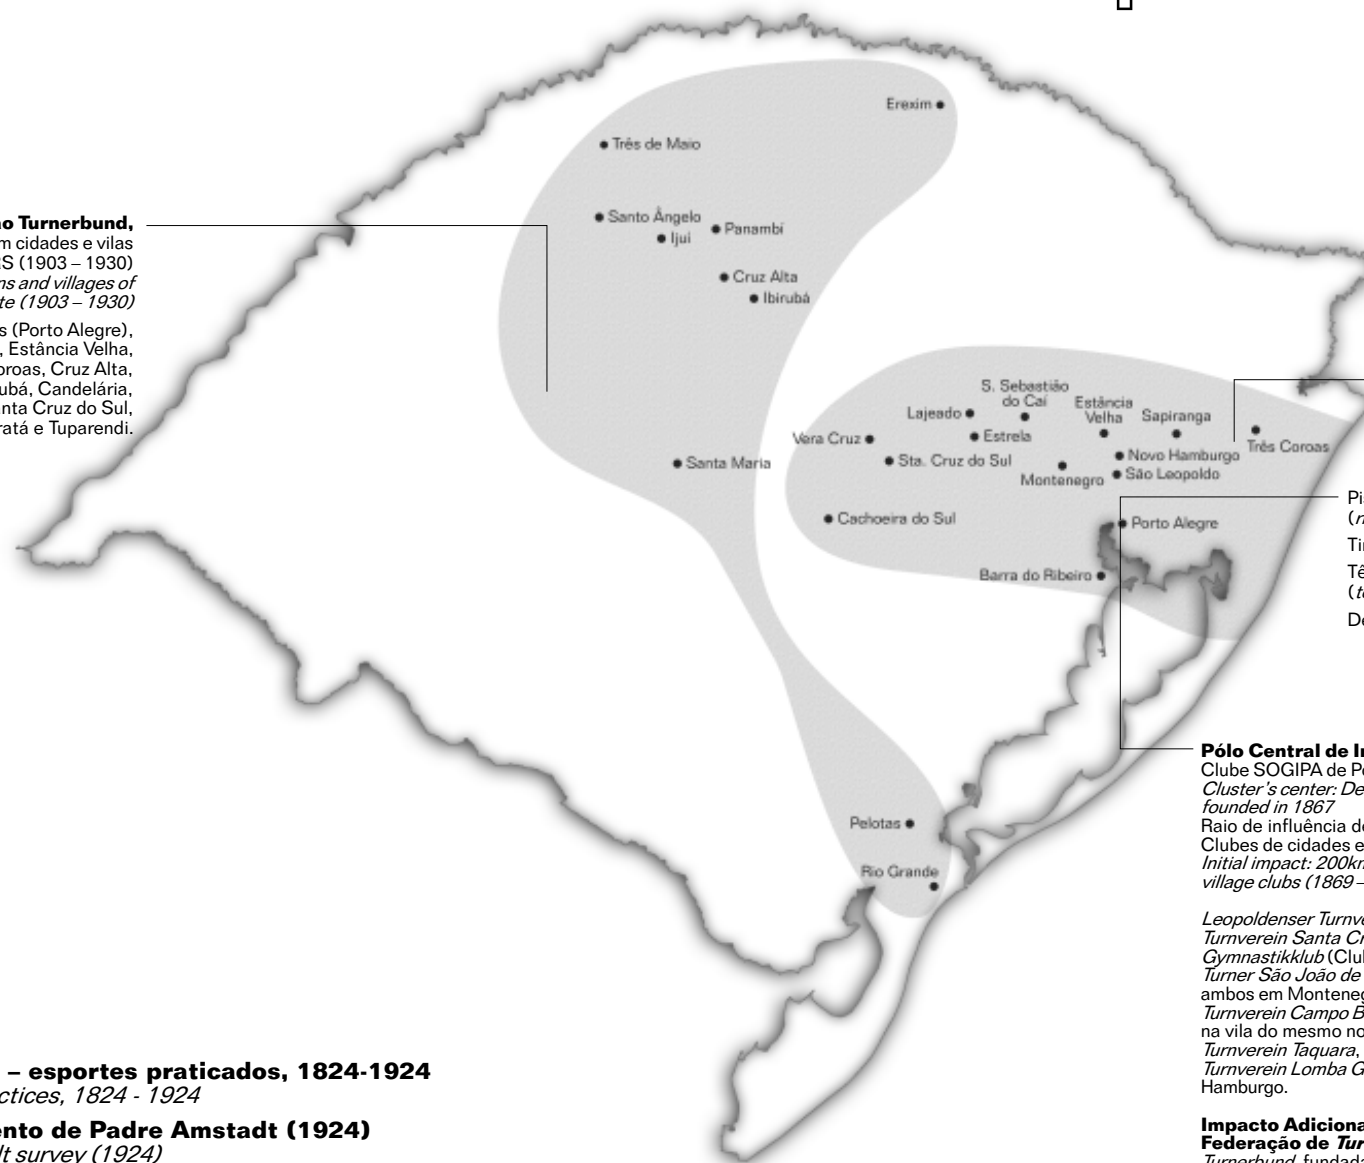 Erexim
Três de Maio
Santo Ângelo
Panambí
Ijuí
Cruz Alta
Ibirubá
Turnerbund,
m cidades e vilas
RS (1903 – 1930)
ns and villages of
te (1903 – 1930)
s (Porto Alegre),
, Estância Velha,
oroas, Cruz Alta,
ubá, Candelária,
nta Cruz do Sul,
ratá e Tuparendi.
S. Sebastião
do Caí
Estância
Velha
Sapiranga
Lajeado
Vera Cruz
Estrela
Três Coroas
Sta. Cruz do Sul
Novo Hamburgo
Montenegro
São Leopoldo
Santa Maria
Cachoeira do Sul
Porto Alegre
Barra do Ribeiro
Pelotas
Rio Grande
Pi
(n
Ti
Tê
(t
De
Pólo Central de I
Clube SOGIPA de P
Cluster's center: De
founded in 1867
Raio de influência d
Clubes de cidades e
Initial impact: 200km
village clubs (1869 –
Leopoldenser Turnve
Turnverein Santa Cr
Gymnastikklub (Clu
Turner São João de
ambos em Monteneg
Turnverein Campo B
na vila do mesmo no
Turnverein Taquara,
Turnverein Lomba G
Hamburgo.
Impacto Adiciona
Federação de Tur
Turnerbund, fundada
– esportes praticados, 1824-1924
ctices, 1824 - 1924
ento de Padre Amstadt (1924)
lt survey (1924)